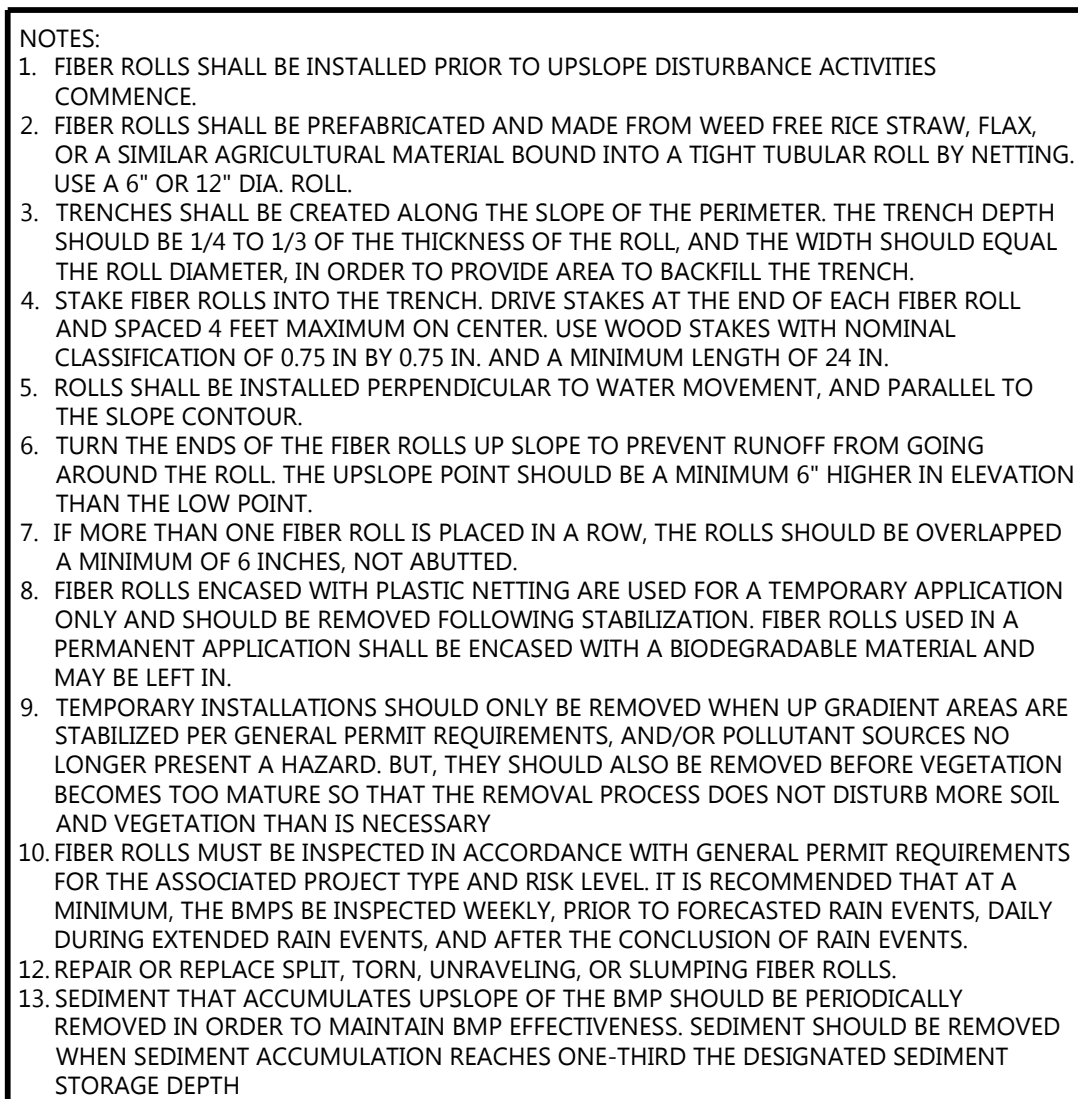 NOTES:
1. FIBER ROLLS SHALL BE INSTALLED PRIOR TO UPSLOPE DISTURBANCE ACTIVITIES
COMMENCE.
2. FIBER ROLLS SHALL BE PREFABRICATED AND MADE FROM WEED FREE RICE STRAW, FLAX,
OR A SIMILAR AGRICULTURAL MATERIAL BOUND INTO A TIGHT TUBULAR ROLL BY NETTING.
USE A 6" OR 12" DIA. ROLL.
3. TRENCHES SHALL BE CREATED ALONG THE SLOPE OF THE PERIMETER. THE TRENCH DEPTH
SHOULD BE 1/4 TO 1/3 OF THE THICKNESS OF THE ROLL, AND THE WIDTH SHOULD EQUAL
THE ROLL DIAMETER, IN ORDER TO PROVIDE AREA TO BACKFILL THE TRENCH.
4. STAKE FIBER ROLLS INTO THE TRENCH. DRIVE STAKES AT THE END OF EACH FIBER ROLL
AND SPACED 4 FEET MAXIMUM ON CENTER. USE WOOD STAKES WITH NOMINAL
CLASSIFICATION OF 0.75 IN BY 0.75 IN. AND A MINIMUM LENGTH OF 24 IN.
5. ROLLS SHALL BE INSTALLED PERPENDICULAR TO WATER MOVEMENT, AND PARALLEL TO
THE SLOPE CONTOUR.
6. TURN THE ENDS OF THE FIBER ROLLS UP SLOPE TO PREVENT RUNOFF FROM GOING
AROUND THE ROLL. THE UPSLOPE POINT SHOULD BE A MINIMUM 6" HIGHER IN ELEVATION
THAN THE LOW POINT.
7. IF MORE THAN ONE FIBER ROLL IS PLACED IN A ROW, THE ROLLS SHOULD BE OVERLAPPED
A MINIMUM OF 6 INCHES, NOT ABUTTED.
8. FIBER ROLLS ENCASED WITH PLASTIC NETTING ARE USED FOR A TEMPORARY APPLICATION
ONLY AND SHOULD BE REMOVED FOLLOWING STABILIZATION. FIBER ROLLS USED IN A
PERMANENT APPLICATION SHALL BE ENCASED WITH A BIODEGRADABLE MATERIAL AND
MAY BE LEFT IN.
9. TEMPORARY INSTALLATIONS SHOULD ONLY BE REMOVED WHEN UP GRADIENT AREAS ARE
STABILIZED PER GENERAL PERMIT REQUIREMENTS, AND/OR POLLUTANT SOURCES NO
LONGER PRESENT A HAZARD. BUT, THEY SHOULD ALSO BE REMOVED BEFORE VEGETATION
BECOMES TOO MATURE SO THAT THE REMOVAL PROCESS DOES NOT DISTURB MORE SOIL
AND VEGETATION THAN IS NECESSARY
10. FIBER ROLLS MUST BE INSPECTED IN ACCORDANCE WITH GENERAL PERMIT REQUIREMENTS
FOR THE ASSOCIATED PROJECT TYPE AND RISK LEVEL. IT IS RECOMMENDED THAT AT A
MINIMUM, THE BMPS BE INSPECTED WEEKLY, PRIOR TO FORECASTED RAIN EVENTS, DAILY
DURING EXTENDED RAIN EVENTS, AND AFTER THE CONCLUSION OF RAIN EVENTS.
12. REPAIR OR REPLACE SPLIT, TORN, UNRAVELING, OR SLUMPING FIBER ROLLS.
13. SEDIMENT THAT ACCUMULATES UPSLOPE OF THE BMP SHOULD BE PERIODICALLY
REMOVED IN ORDER TO MAINTAIN BMP EFFECTIVENESS. SEDIMENT SHOULD BE REMOVED
WHEN SEDIMENT ACCUMULATION REACHES ONE-THIRD THE DESIGNATED SEDIMENT
STORAGE DEPTH